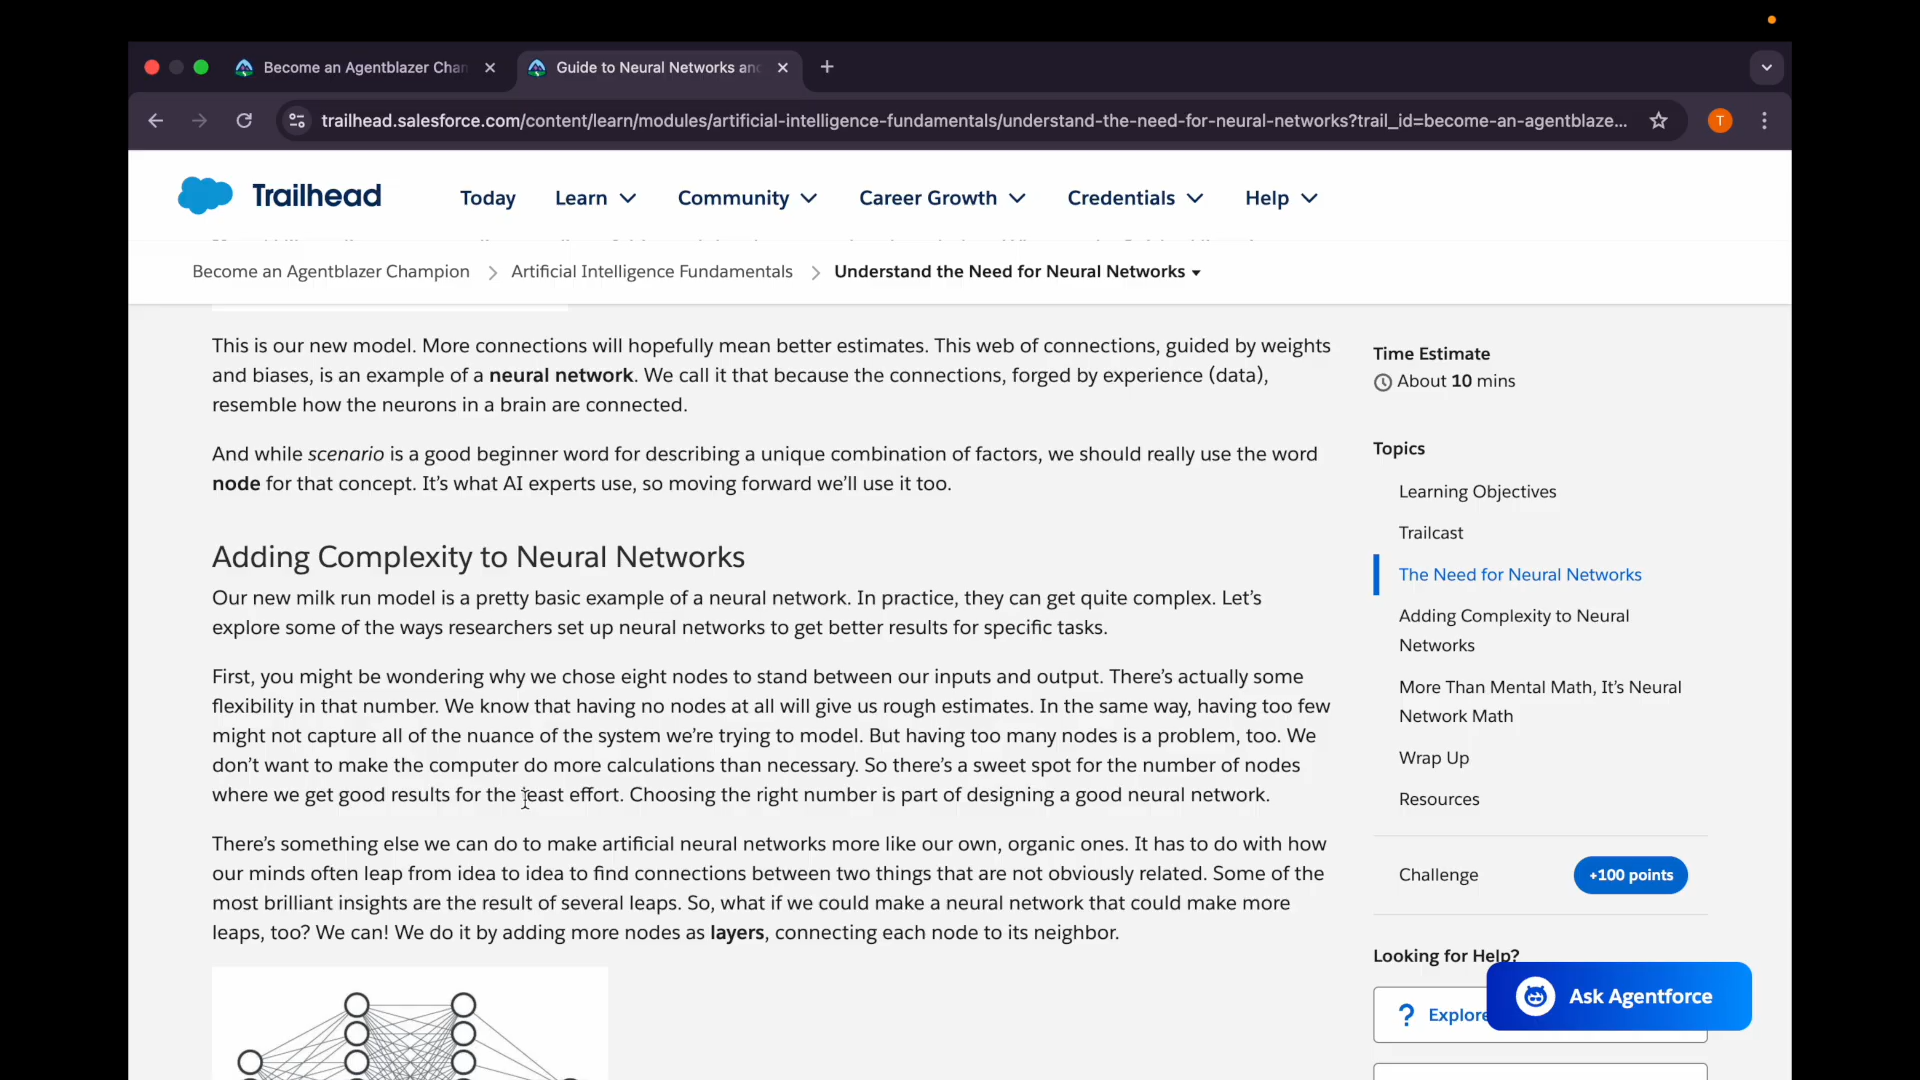 Become an Agentblazer Chan
Guide to Neural Networks and
trailhead.salesforce.com/content/learn/modules/artificial-intelligence-fundamentals/understand-the-need-for-neural-networks?trail_id=become-an-agentblaze...
T
Trailhead
Today
Learn
Community
Career Growth
Credentials
Help
Become an Agentblazer Champion
Artificial Intelligence Fundamentals
Understand the Need for Neural Networks
This is our new model. More connections will hopefully mean better estimates. This web of connections, guided by weights
and biases, is an example of a neural network. We call it that because the connections, forged by experience (data),
resemble how the neurons in a brain are connected.
And while scenario is a good beginner word for describing a unique combination of factors, we should really use the word
node for that concept. It’s what AI experts use, so moving forward we’ll use it too.
Adding Complexity to Neural Networks
Our new milk run model is a pretty basic example of a neural network. In practice, they can get quite complex. Let’s
explore some of the ways researchers set up neural networks to get better results for specific tasks.
First, you might be wondering why we chose eight nodes to stand between our inputs and output. There’s actually some
flexibility in that number. We know that having no nodes at all will give us rough estimates. In the same way, having too few
might not capture all of the nuance of the system we’re trying to model. But having too many nodes is a problem, too. We
don’t want to make the computer do more calculations than necessary. So there’s a sweet spot for the number of nodes
where we get good results for the least effort. Choosing the right number is part of designing a good neural network.
There’s something else we can do to make artificial neural networks more like our own, organic ones. It has to do with how
our minds often leap from idea to idea to find connections between two things that are not obviously related. Some of the
most brilliant insights are the result of several leaps. So, what if we could make a neural network that could make more
leaps, too? We can! We do it by adding more nodes as layers, connecting each node to its neighbor.
Time Estimate
About 10 mins
Topics
Learning Objectives
Trailcast
The Need for Neural Networks
Adding Complexity to Neural
Networks
More Than Mental Math, It’s Neural
Network Math
Wrap Up
Resources
Challenge
+100 points
Looking for Help?
? Explore
Ask Agentforce